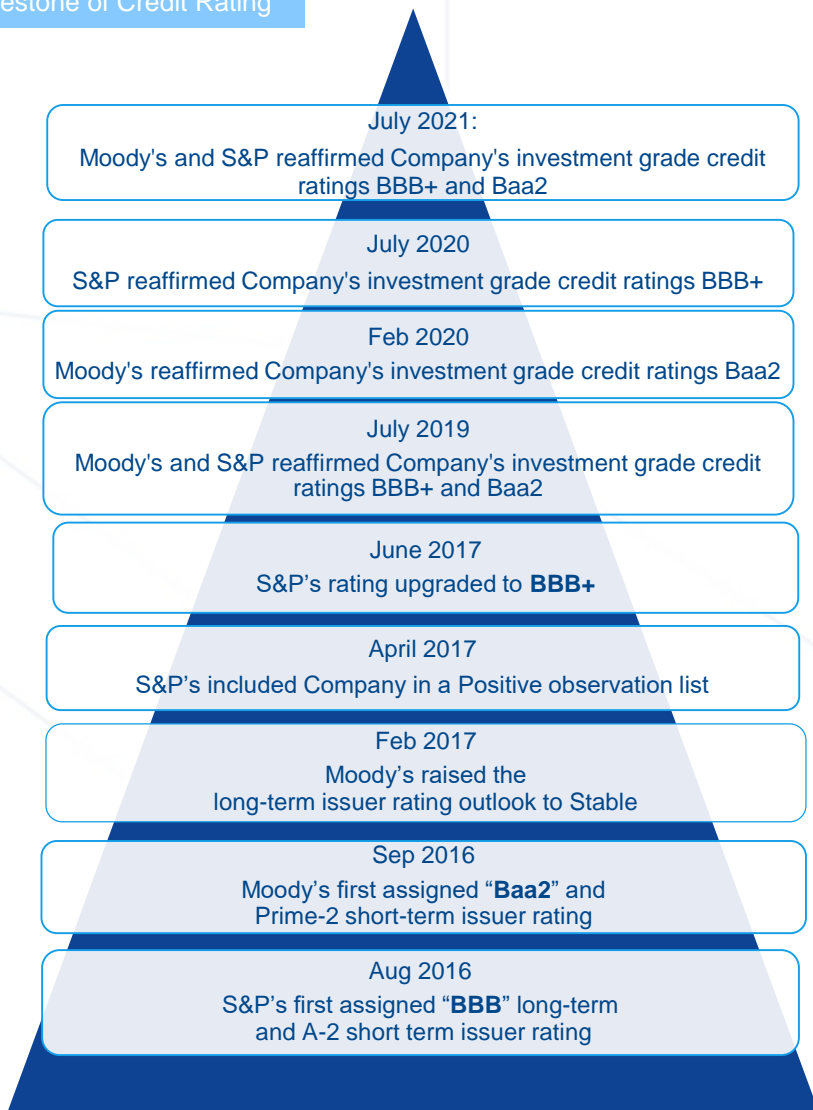 of Credit Rating
July 2021:
Moody's and S&P reaffirmed Company's investment grade credit
ratings BBB+ and Baa2
July 2020
S&P reaffirmed Company's investment grade credit ratings BBB+
Feb 2020
Moody's reaffirmed Company's investment grade credit ratings Baa2
July 2019
Moody's and S&P reaffirmed Company's investment grade credit
ratings BBB+ and Baa2
June 2017
S&P’s rating upgraded to BBB+
April 2017
S&P’s included Company in a Positive observation list
Feb 2017
Moody’s raised the
long-term issuer rating outlook to Stable
Sep 2016
Moody’s first assigned “Baa2” and
Prime-2 short-term issuer rating
Aug 2016
S&P’s first assigned “BBB” long-term
and A-2 short term issuer rating